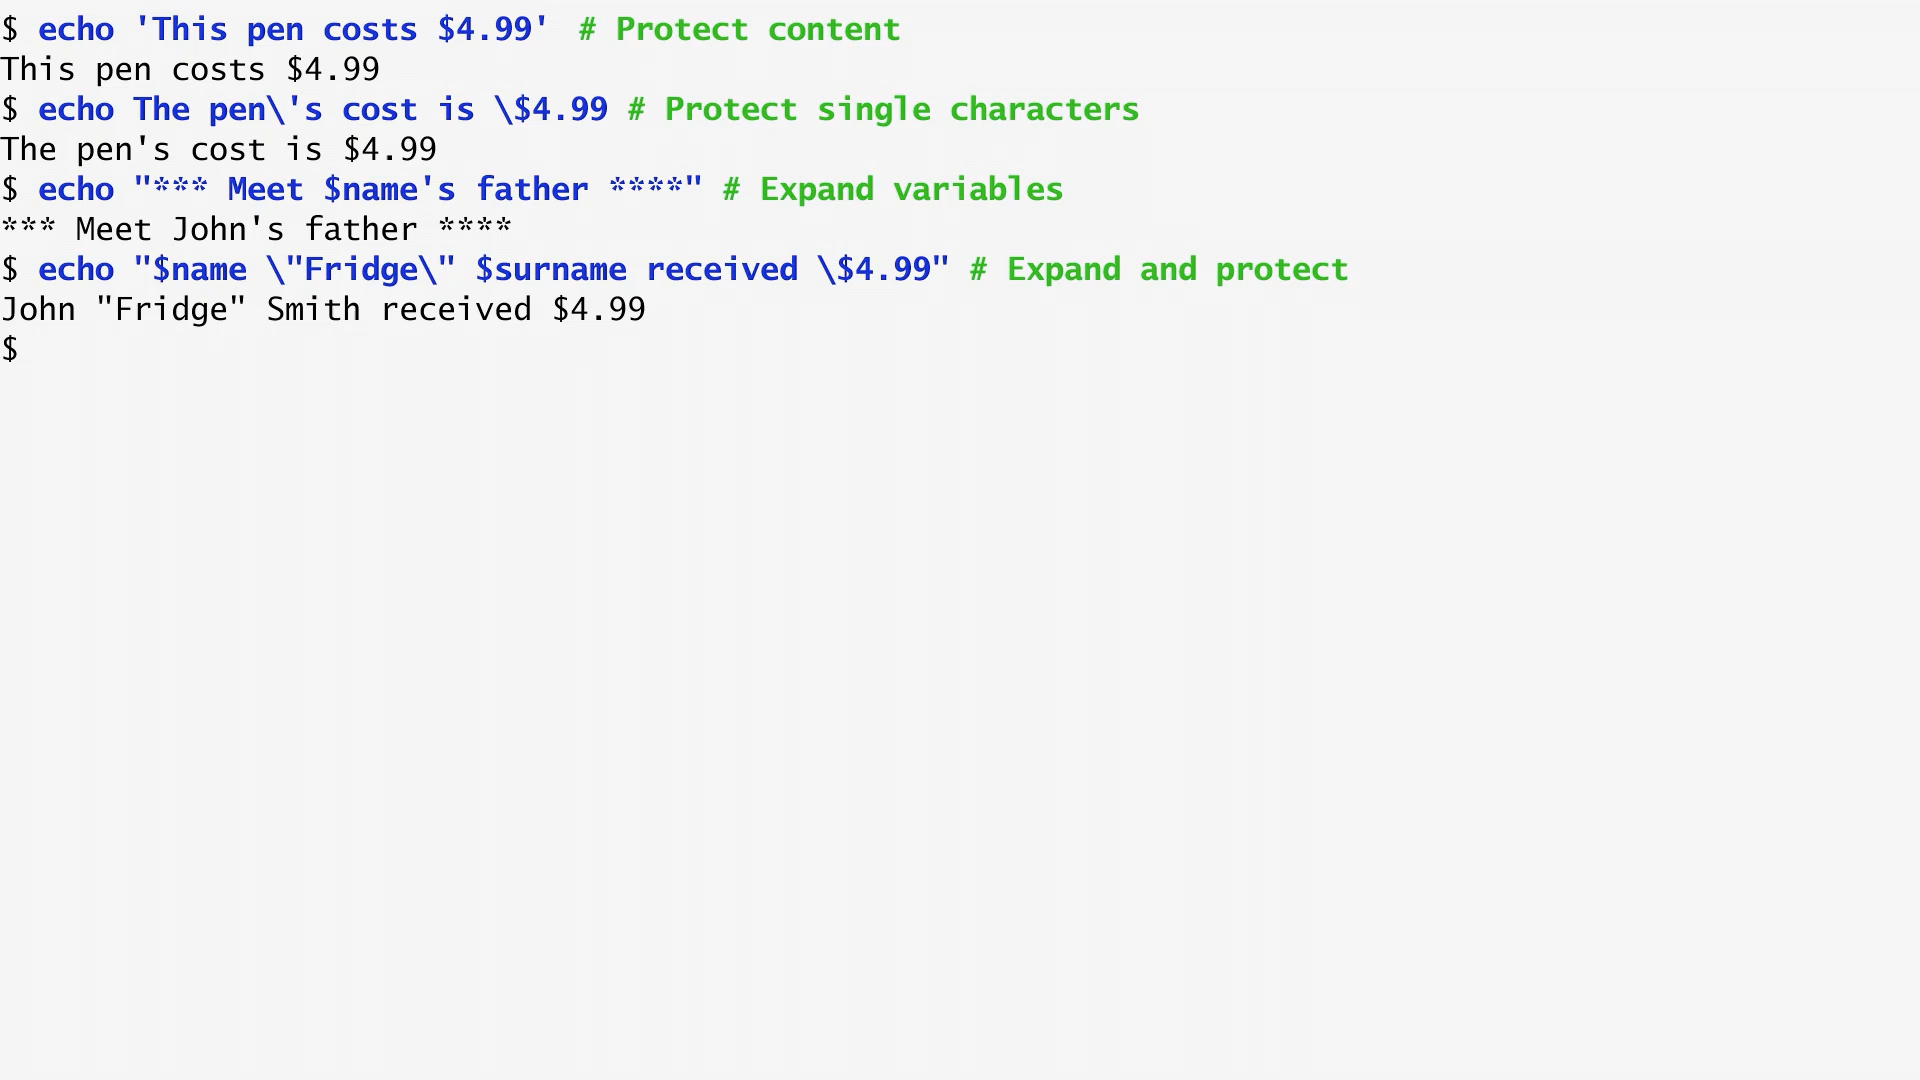 $ echo 'This pen costs $4.99' # Protect content
This pen costs $4.99
$ echo The pen\'s cost is \$4.99 # Protect single characters
The pen's cost is $4.99
$ echo "*** Meet $name's father ****" # Expand variables
*** Meet John's father ****
$ echo "$name \"Fridge\" $surname received \$4.99" # Expand and protect
John "Fridge" Smith received $4.99
$